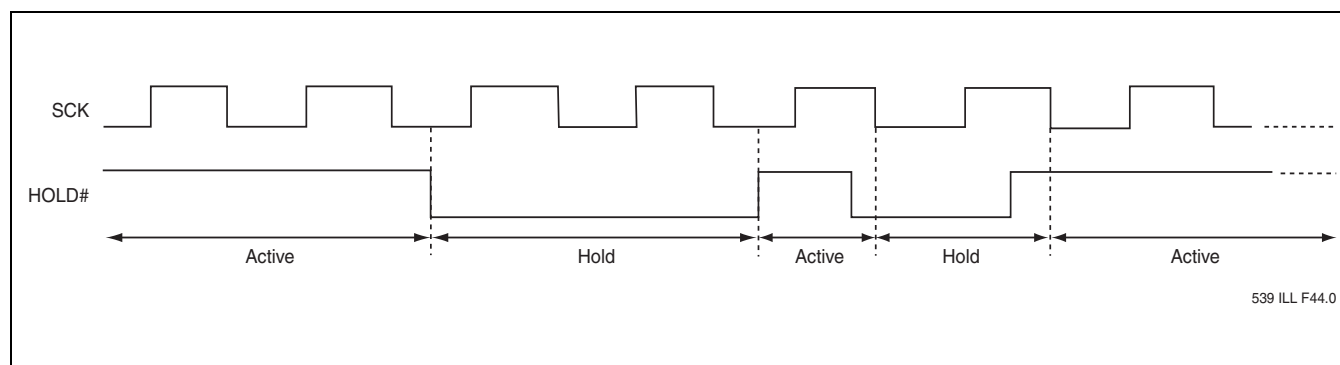 SCK
HOLD#
Active Hold Active Hold Active
539 ILL F44.0